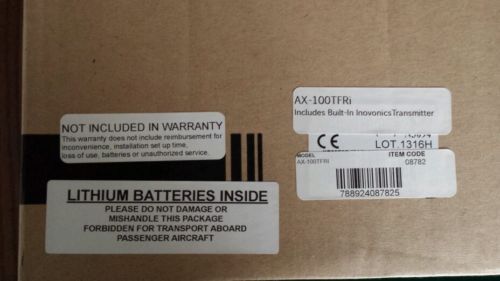 NOT INCLUDED IN WARRANTY
This warranty does not include reimbursement for
inconvenience, installation set up time,
loss of use, batteries or unauthorized service.
LITHIUM BATTERIES INSIDE
PLEASE DO NOT DAMAGE OR
MISHANDLE THIS PACKAGE
FORBIDDEN FOR TRANSPORT ABOARD
PASSENGER AIRCRAFT
AX-100TFRi
Includes Built-In InovonicsTransmitter
CE
LOT 1316H
MODEL ITEM CODE
AX-100TFRI 08782
788924087825